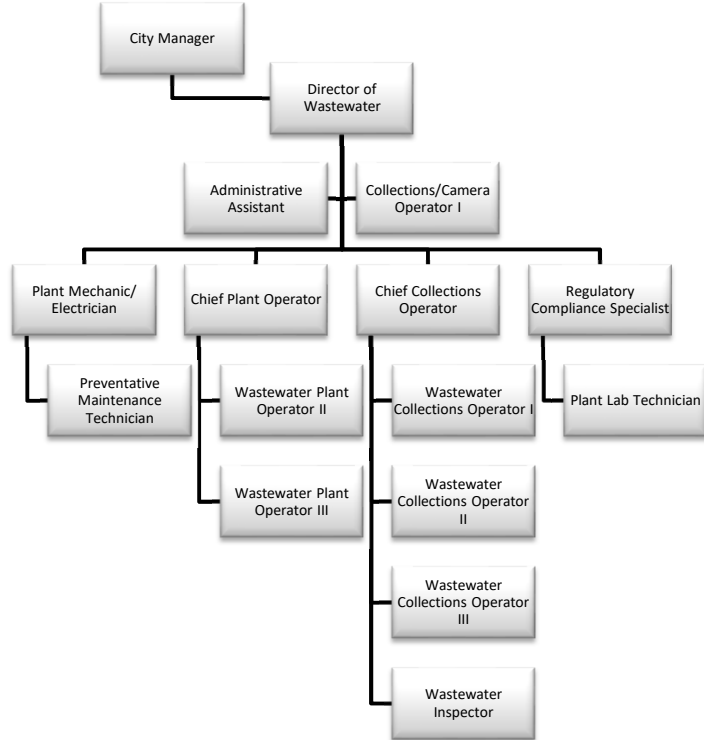 City Manager
Director of
Wastewater
Administrative
Assistant
Collections/Camera
Operator I
Plant Mechanic/
Electrician
Chief Plant Operator
Chief Collections
Operator
Regulatory
Compliance Specialist
Preventative
Maintenance
Technician
Wastewater Plant
Operator II
Wastewater
Collections Operator I
Plant Lab Technician
Wastewater Plant
Operator III
Wastewater
Collections Operator
II
Wastewater
Collections Operator
III
Wastewater
Inspector